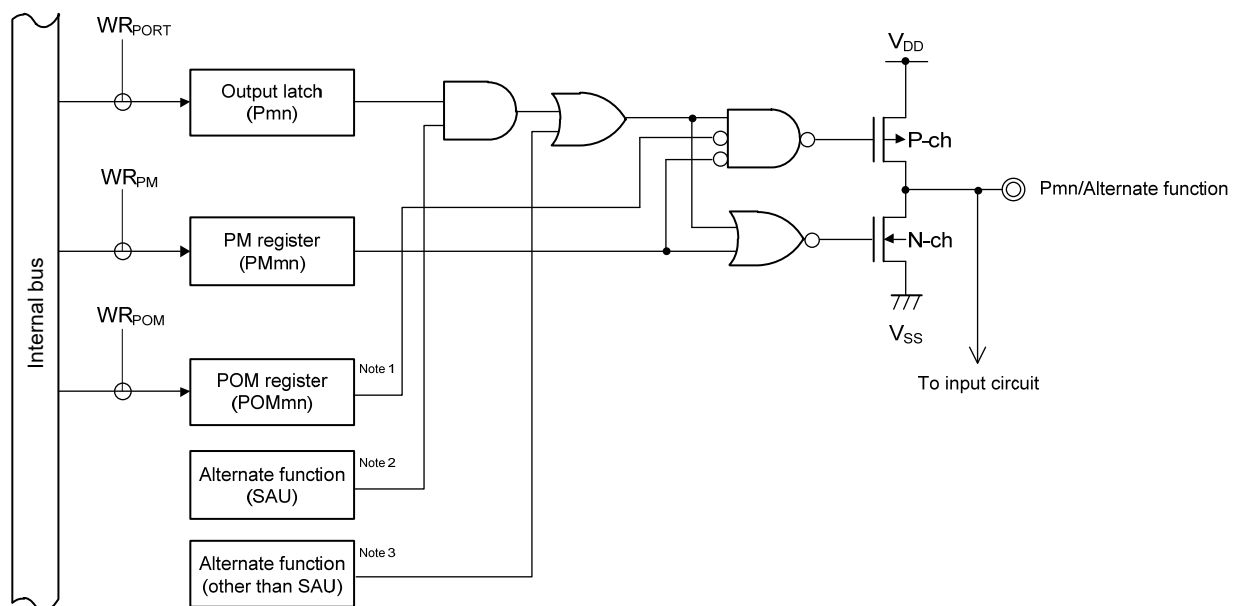 WRPORT
VDD
Output latch
(Pmn)
P-ch
WRPM
Pmn/Alternate function
PM register
(PMmn)
N-ch
WRPOM
VSS
Internal bus
POM register
(POMmn)
Note 1
To input circuit
Alternate function
(SAU)
Note 2
Alternate function
(other than SAU)
Note 3